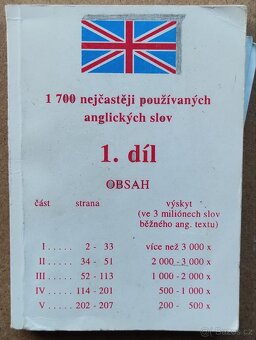 1 700 nejčastěji používaných
anglických slov
1. díl
OBSAH
část strana výskyt
(ve 3 miliónech slov
běžného ang. textu)
I ..... 2 - 33 více než 3 000 x
II ..... 34 - 51 2 000 - 3 000 x
III ..... 52 - 113 1 000 - 2 000 x
IV ..... 114 - 201 500 - 1 000 x
V ..... 202 - 207 200 - 500 x